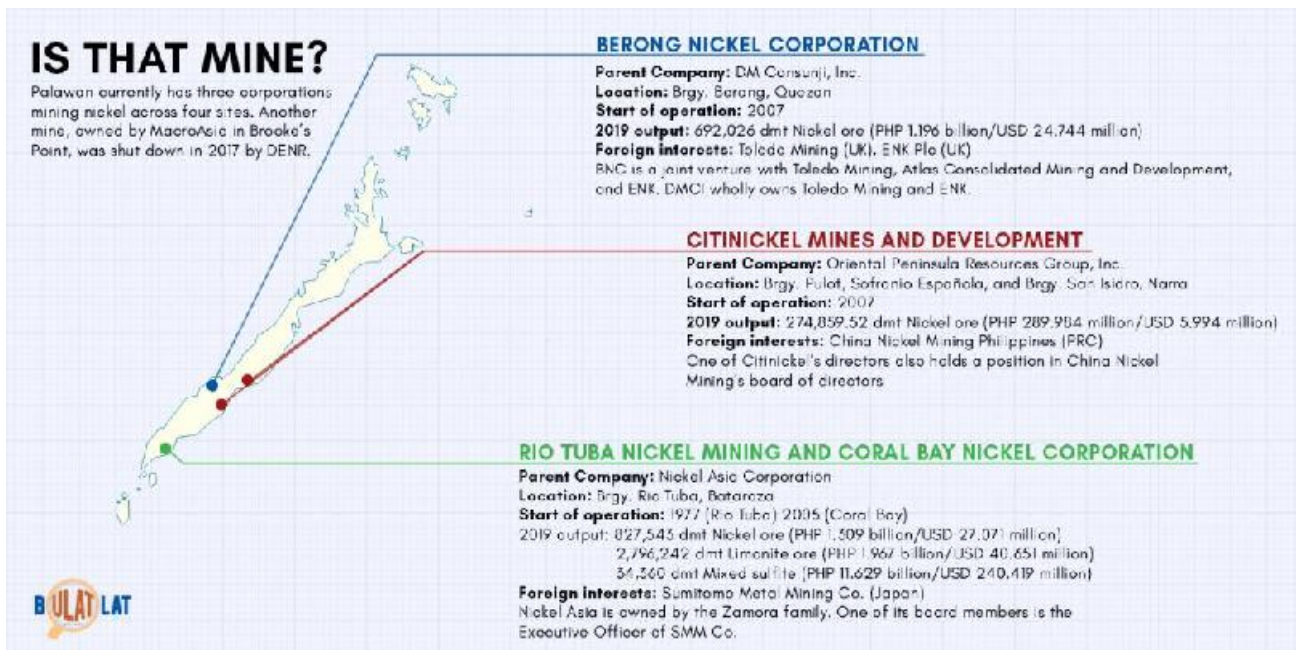 IS THAT MINE?
Palawan currently has three corporations
mining nickel across four sites. Another
mine, owned by MacroAsia in Brooke's
Point, was shut down in 2017 by DENR.
BERONG NICKEL CORPORATION
Parent Company: DM Consunji, Inc.
Location: Brgy. Berong, Quezon
Start of operation: 2007
2019 output: 692,026 dmt Nickel ore (PHP 1.196 billion/USD 24.744 million)
Foreign interests: Toledo Mining (UK), ENK Plc (UK)
BNC is a joint venture with Toledo Mining, Atlas Consolidated Mining and Development,
and ENK. DMCI wholly owns Toledo Mining and ENK.
CITINICKEL MINES AND DEVELOPMENT
Parent Company: Oriental Peninsula Resources Group, Inc.
Location: Brgy. Pulot, Sofronio Española, and Brgy. San Isidro, Narra
Start of operation: 2007
2019 output: 274,859.52 dmt Nickel ore (PHP 289.984 million/USD 5.994 million)
Foreign interests: China Nickel Mining Philippines (PRC)
One of Citinickel's directors also holds a position in China Nickel
Mining's board of directors
RIO TUBA NICKEL MINING AND CORAL BAY NICKEL CORPORATION
Parent Company: Nickel Asia Corporation
Location: Brgy. Rio Tuba, Bataraza
Start of operation: 1977 (Rio Tuba) 2005 (Coral Bay)
2019 output: 827,543 dmt Nickel ore (PHP 1.309 billion/USD 27.071 million)
2,796,242 dmt Limonite ore (PHP 1.967 billion/USD 40.651 million)
34,360 dmt Mixed sulfite (PHP 11.629 billion/USD 240.419 million)
Foreign interests: Sumitomo Metal Mining Co. (Japan)
Nickel Asia is owned by the Zamora family. One of its board members is the
Executive Officer of SMM Co.
BULATLAT